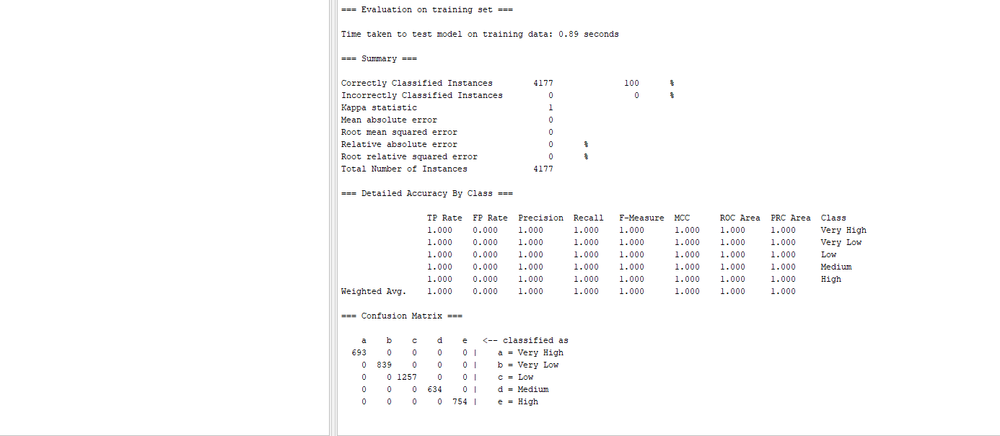 === Evaluation on training set ===
Time taken to test model on training data: 0.89 seconds
=== Summary ===
Correctly Classified Instances        4177              100      %
Incorrectly Classified Instances         0                0      %
Kappa statistic                          1
Mean absolute error                      0
Root mean squared error                  0
Relative absolute error                  0      %
Root relative squared error              0      %
Total Number of Instances             4177
=== Detailed Accuracy By Class ===
                 TP Rate  FP Rate  Precision  Recall   F-Measure  MCC      ROC Area  PRC Area  Class
                 1.000    0.000    1.000      1.000    1.000      1.000    1.000     1.000     Very High
                 1.000    0.000    1.000      1.000    1.000      1.000    1.000     1.000     Very Low
                 1.000    0.000    1.000      1.000    1.000      1.000    1.000     1.000     Low
                 1.000    0.000    1.000      1.000    1.000      1.000    1.000     1.000     Medium
                 1.000    0.000    1.000      1.000    1.000      1.000    1.000     1.000     High
Weighted Avg.    1.000    0.000    1.000      1.000    1.000      1.000    1.000     1.000
=== Confusion Matrix ===
    a    b    c    d    e   <-- classified as
  693    0    0    0    0 |    a = Very High
    0  839    0    0    0 |    b = Very Low
    0    0 1257    0    0 |    c = Low
    0    0    0  634    0 |    d = Medium
    0    0    0    0  754 |    e = High